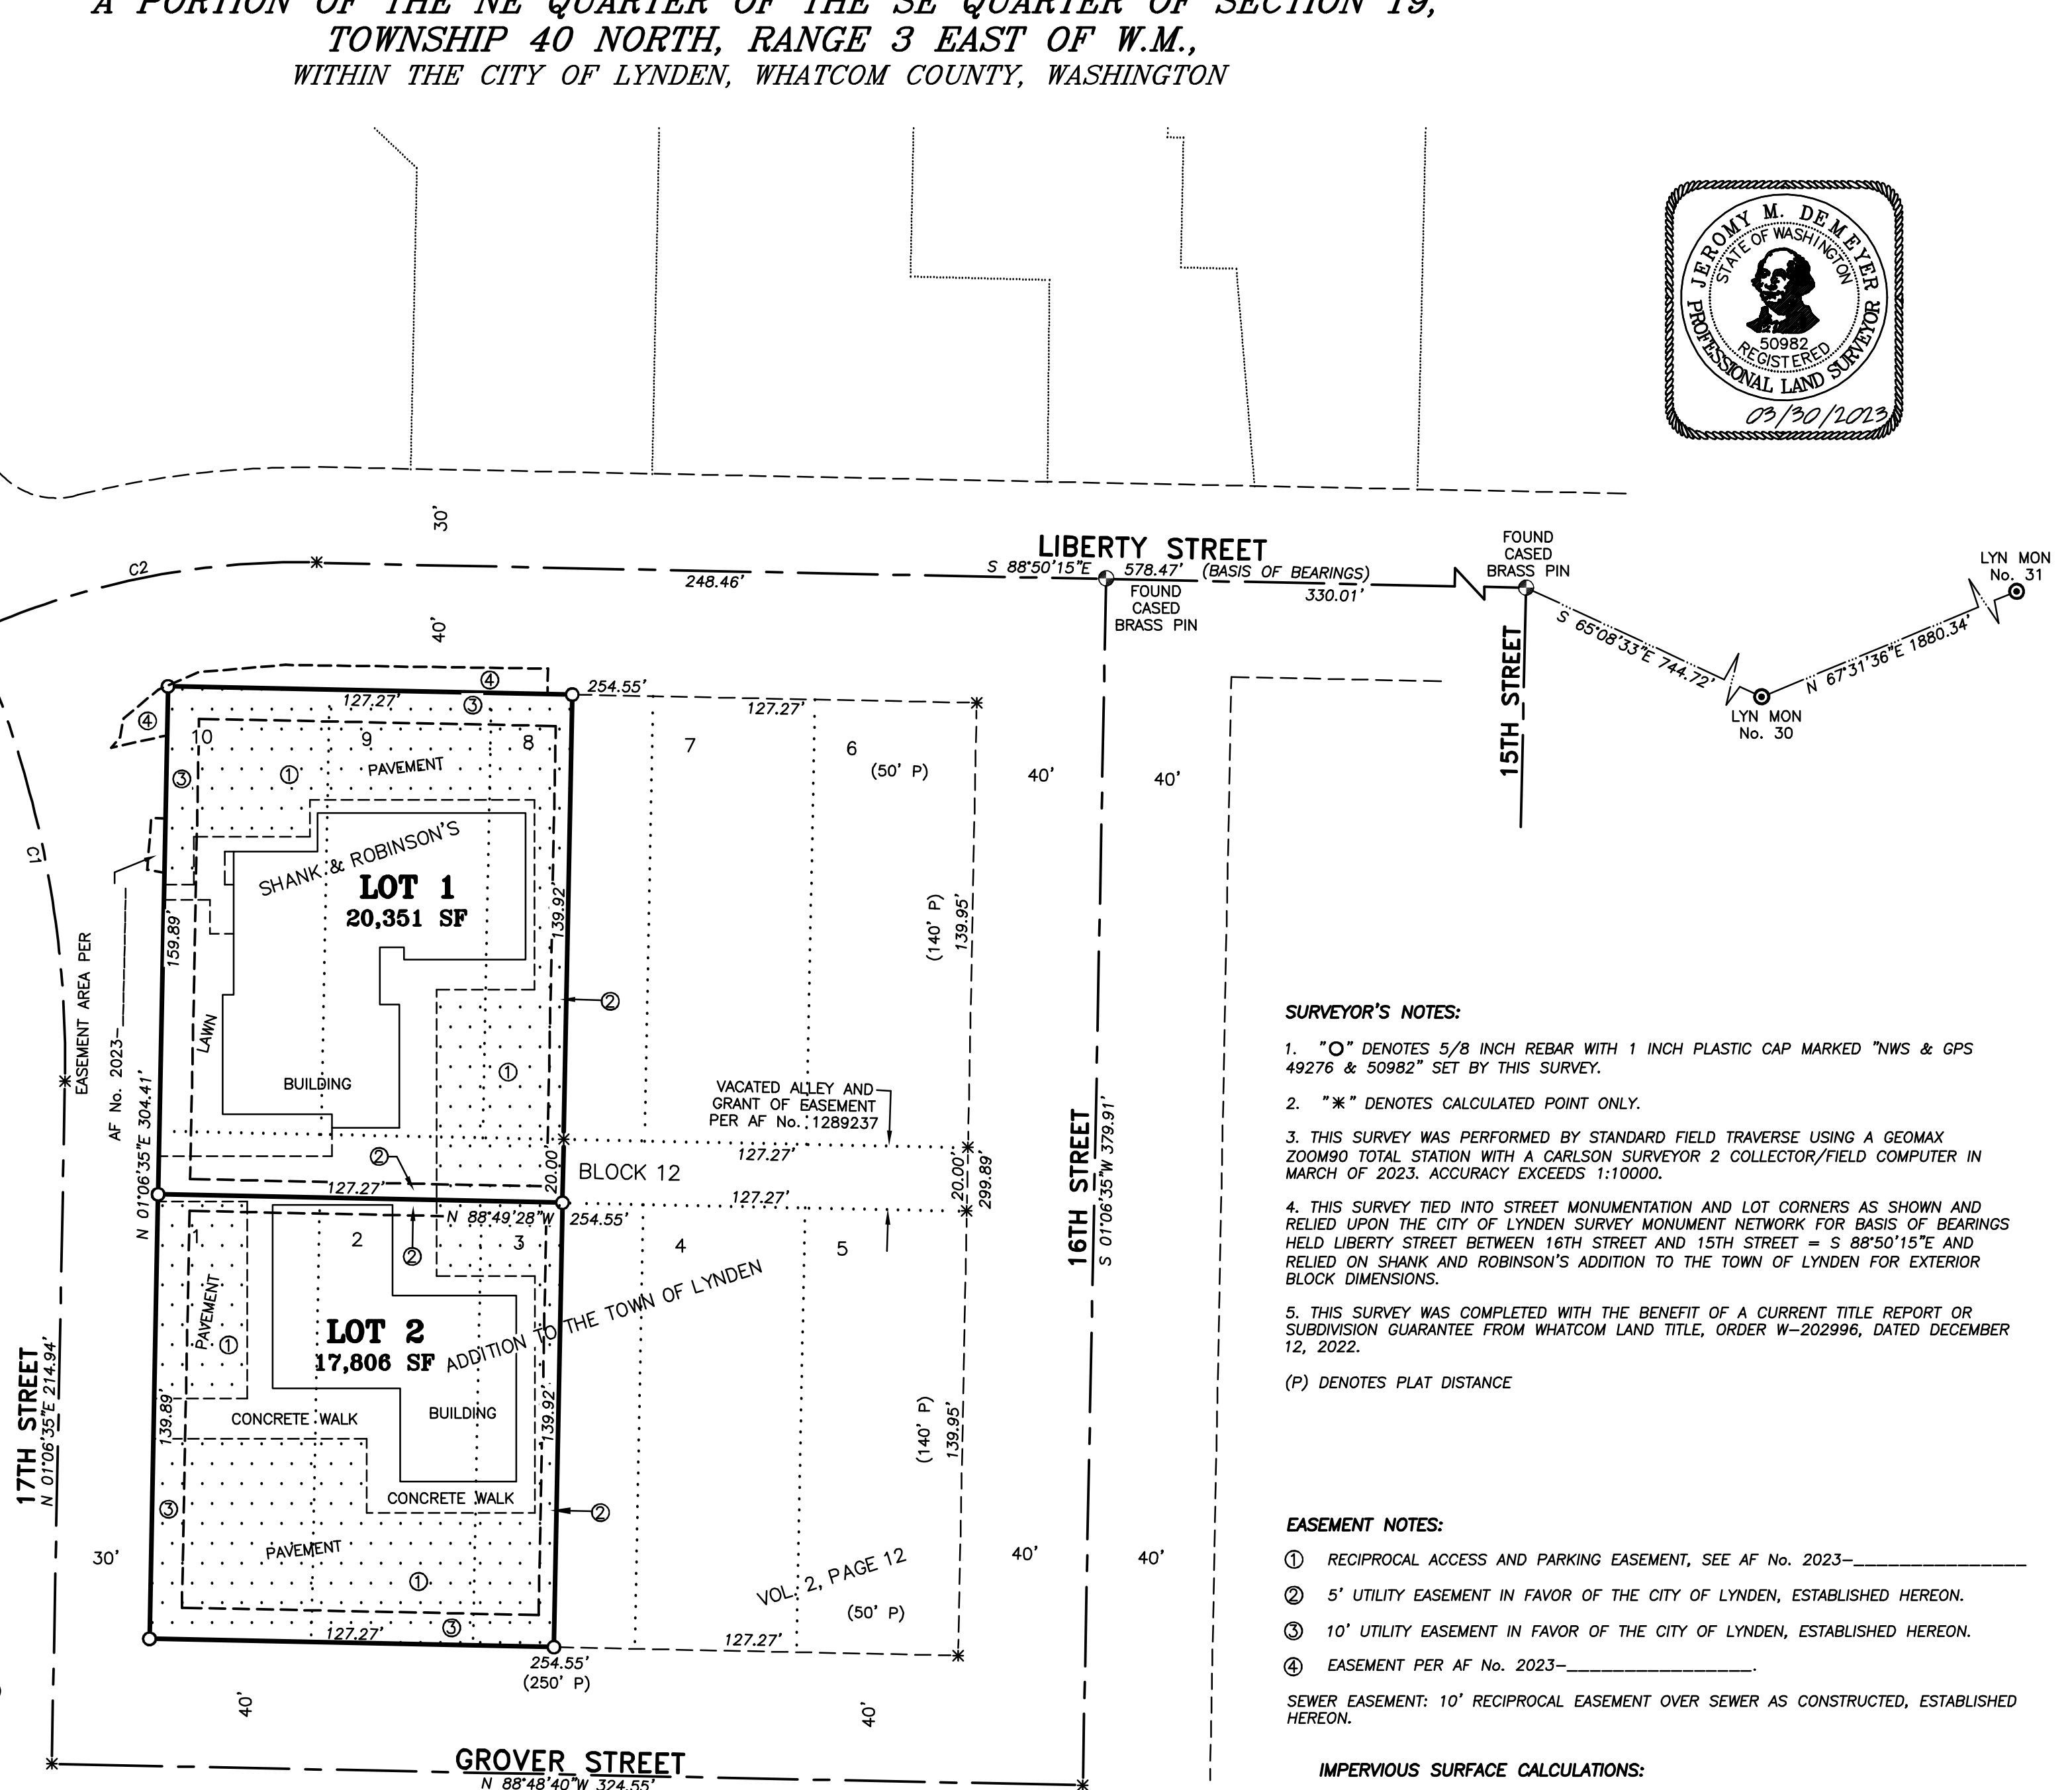 A PORTION OF THE NE QUARTER OF THE SE QUARTER OF SECTION 19,
TOWNSHIP 40 NORTH, RANGE 3 EAST OF W.M.,
WITHIN THE CITY OF LYNDEN, WHATCOM COUNTY, WASHINGTON
JEROMY M. DEMEYER
STATE OF WASHINGTON
50982
REGISTERED
PROFESSIONAL LAND SURVEYOR
03/30/2023
30'
C2
LIBERTY STREET
S 88°50'15"E 578.47' (BASIS OF BEARINGS)
248.46'
330.01'
FOUND
CASED
BRASS PIN
FOUND
CASED
BRASS PIN
LYN MON
No. 31
S 65°08'33"E 744.72'
N 67°31'36"E 1880.34'
LYN MON
No. 30
15TH STREET
40'
4
3
127.27'
254.55'
127.27'
4
10
9
8
7
6
(50' P)
40'
40'
3
1
PAVEMENT
C1
SHANK & ROBINSON'S
LOT 1
20,351 SF
159.89'
139.92'
(140' P)
139.95'
EASEMENT AREA PER
AF No. 2023-
LAWN
BUILDING
1
2
VACATED ALLEY AND
GRANT OF EASEMENT
PER AF No. 1289237
16TH STREET
S 01°06'35"W 379.91'
N 01°06'35"E 304.41'
2
127.27'
20.00'
BLOCK 12
127.27'
127.27'
20.00'
299.89'
N 88°49'28"W 254.55'
1
2
3
4
5
2
PAVEMENT
1
LOT 2
17,806 SF
ADDITION TO THE TOWN OF LYNDEN
17TH STREET
N 01°06'35"E 214.94'
139.89'
CONCRETE WALK
BUILDING
139.92'
(140' P)
139.95'
CONCRETE WALK
3
2
30'
PAVEMENT
1
VOL. 2, PAGE 12
40'
40'
3
(50' P)
127.27'
127.27'
254.55'
(250' P)
40'
40'
GROVER STREET
N 88°48'40"W 324.55'
SURVEYOR'S NOTES:
1. "O" DENOTES 5/8 INCH REBAR WITH 1 INCH PLASTIC CAP MARKED "NWS & GPS
49276 & 50982" SET BY THIS SURVEY.
2. "*" DENOTES CALCULATED POINT ONLY.
3. THIS SURVEY WAS PERFORMED BY STANDARD FIELD TRAVERSE USING A GEOMAX
ZOOM90 TOTAL STATION WITH A CARLSON SURVEYOR 2 COLLECTOR/FIELD COMPUTER IN
MARCH OF 2023. ACCURACY EXCEEDS 1:10000.
4. THIS SURVEY TIED INTO STREET MONUMENTATION AND LOT CORNERS AS SHOWN AND
RELIED UPON THE CITY OF LYNDEN SURVEY MONUMENT NETWORK FOR BASIS OF BEARINGS
HELD LIBERTY STREET BETWEEN 16TH STREET AND 15TH STREET = S 88°50'15"E AND
RELIED ON SHANK AND ROBINSON'S ADDITION TO THE TOWN OF LYNDEN FOR EXTERIOR
BLOCK DIMENSIONS.
5. THIS SURVEY WAS COMPLETED WITH THE BENEFIT OF A CURRENT TITLE REPORT OR
SUBDIVISION GUARANTEE FROM WHATCOM LAND TITLE, ORDER W-202996, DATED DECEMBER
12, 2022.
(P) DENOTES PLAT DISTANCE
EASEMENT NOTES:
1 RECIPROCAL ACCESS AND PARKING EASEMENT, SEE AF No. 2023-_______________
2 5' UTILITY EASEMENT IN FAVOR OF THE CITY OF LYNDEN, ESTABLISHED HEREON.
3 10' UTILITY EASEMENT IN FAVOR OF THE CITY OF LYNDEN, ESTABLISHED HEREON.
4 EASEMENT PER AF No. 2023-________________.
SEWER EASEMENT: 10' RECIPROCAL EASEMENT OVER SEWER AS CONSTRUCTED, ESTABLISHED
HEREON.
IMPERVIOUS SURFACE CALCULATIONS: